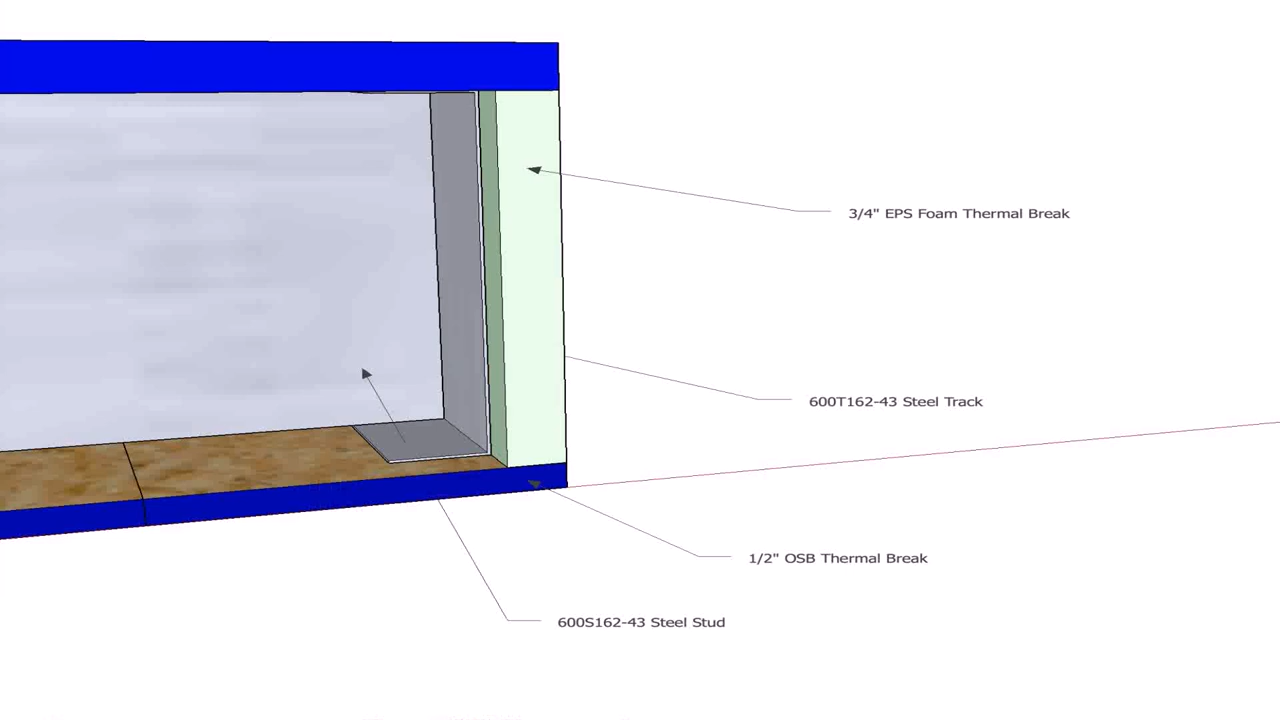 3/4" EPS Foam Thermal Break
600T162-43 Steel Track
1/2" OSB Thermal Break
600S162-43 Steel Stud